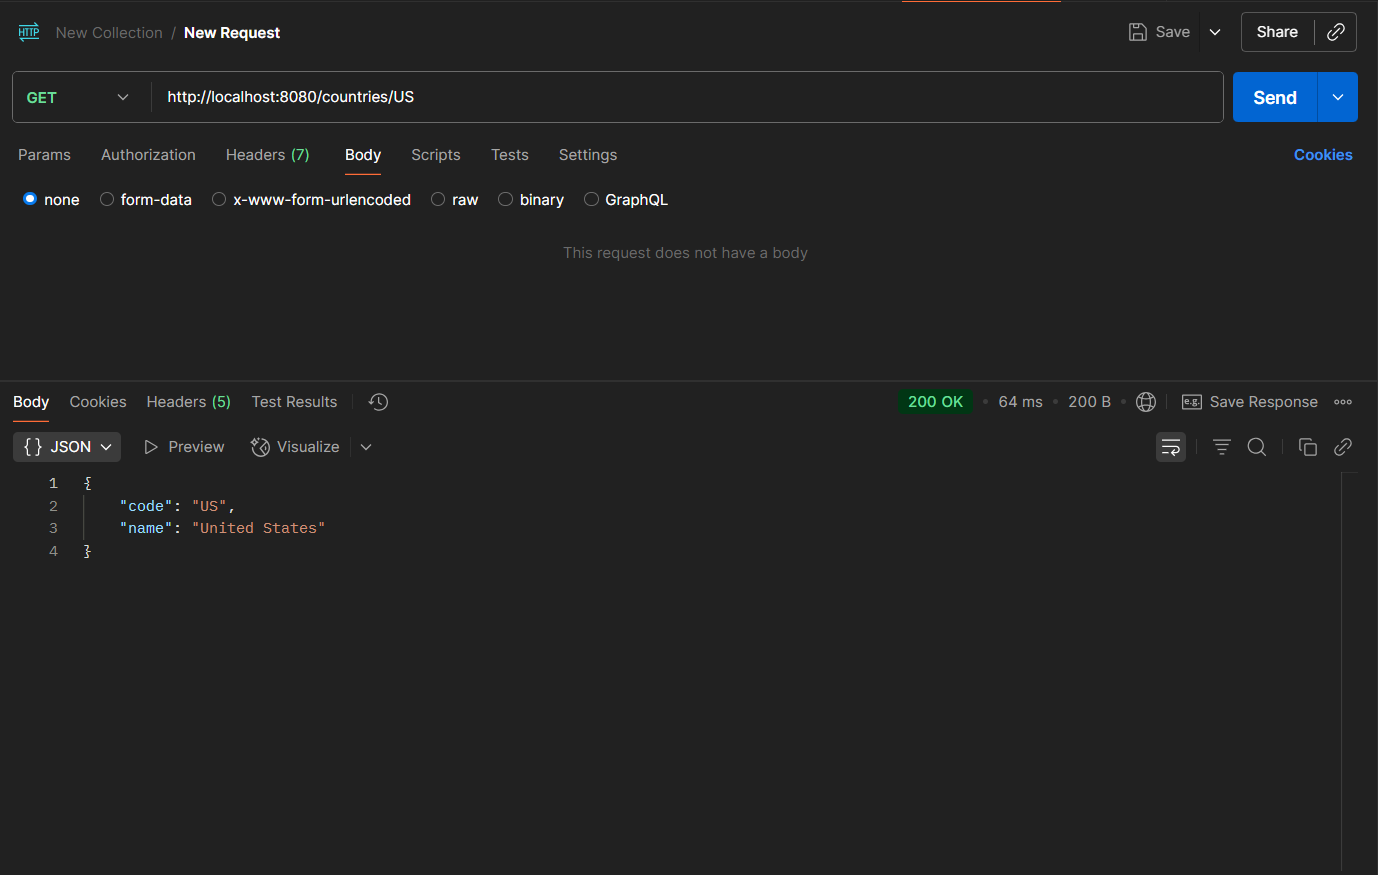 HTTP New Collection / New Request Save Share
GET http://localhost:8080/countries/US Send
Params Authorization Headers (7) Body Scripts Tests Settings Cookies
none form-data x-www-form-urlencoded raw binary GraphQL
This request does not have a body
Body Cookies Headers (5) Test Results 200 OK • 64 ms • 200 B • e.g. Save Response
{} JSON Preview Visualize
1 {
2 "code": "US",
3 "name": "United States"
4 }